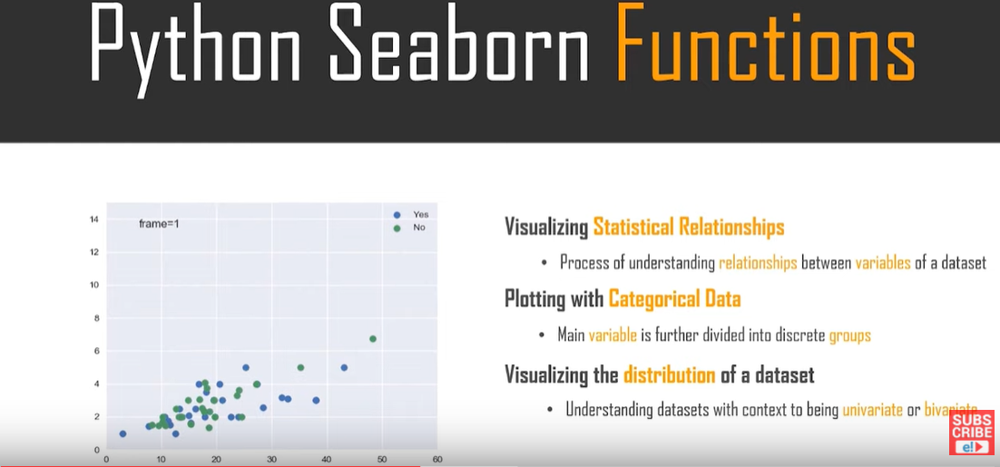 Python Seaborn Functions
frame=1
Yes
No
14
12
10
8
6
4
2
0
0 10 20 30 40 50 60
Visualizing Statistical Relationships
• Process of understanding relationships between variables of a dataset
Plotting with Categorical Data
• Main variable is further divided into discrete groups
Visualizing the distribution of a dataset
• Understanding datasets with context to being univariate or bivariate
SUBS
CRIBE
e!